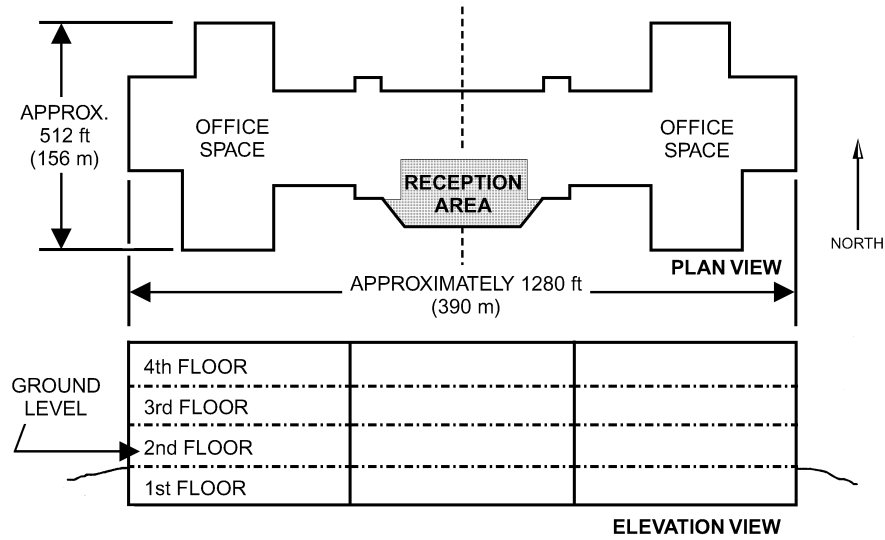 APPROX.
512 ft
(156 m)
OFFICE
SPACE
OFFICE
SPACE
RECEPTION
AREA
NORTH
PLAN VIEW
APPROXIMATELY 1280 ft
(390 m)
GROUND
LEVEL
4th FLOOR
3rd FLOOR
2nd FLOOR
1st FLOOR
ELEVATION VIEW